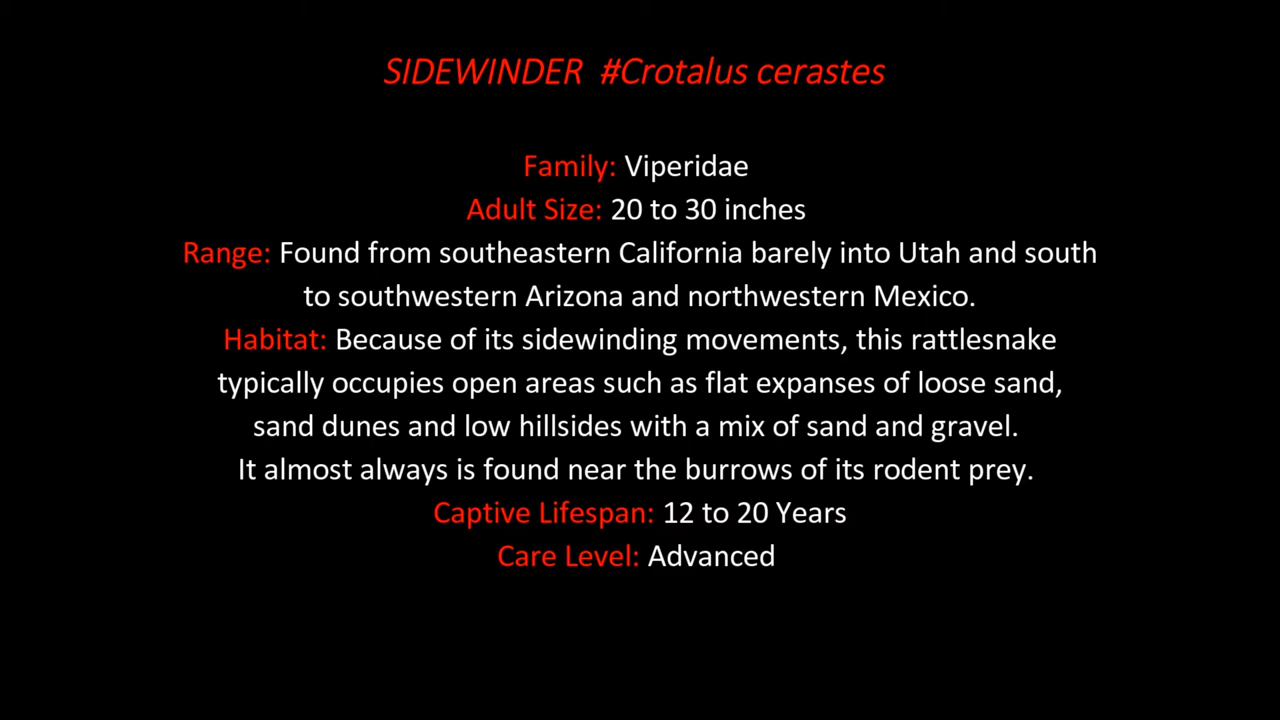 SIDEWINDER #Crotalus cerastes
Family: Viperidae
Adult Size: 20 to 30 inches
Range: Found from southeastern California barely into Utah and south
to southwestern Arizona and northwestern Mexico.
Habitat: Because of its sidewinding movements, this rattlesnake
typically occupies open areas such as flat expanses of loose sand,
sand dunes and low hillsides with a mix of sand and gravel.
It almost always is found near the burrows of its rodent prey.
Captive Lifespan: 12 to 20 Years
Care Level: Advanced